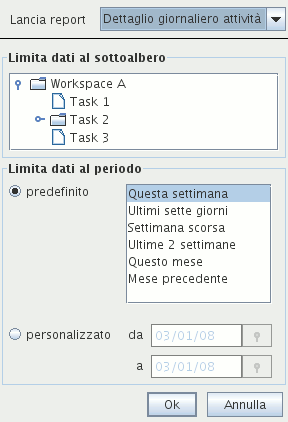 Lancia report Dettaglio giornaliero attività
Limita dati al sottoalbero
Workspace A
Task 1
Task 2
Task 3
Limita dati al periodo
predefinito
Questa settimana
Ultimi sette giorni
Settimana scorsa
Ultime 2 settimane
Questo mese
Mese precedente
personalizzato da 03/01/08
a 03/01/08
Ok Annulla